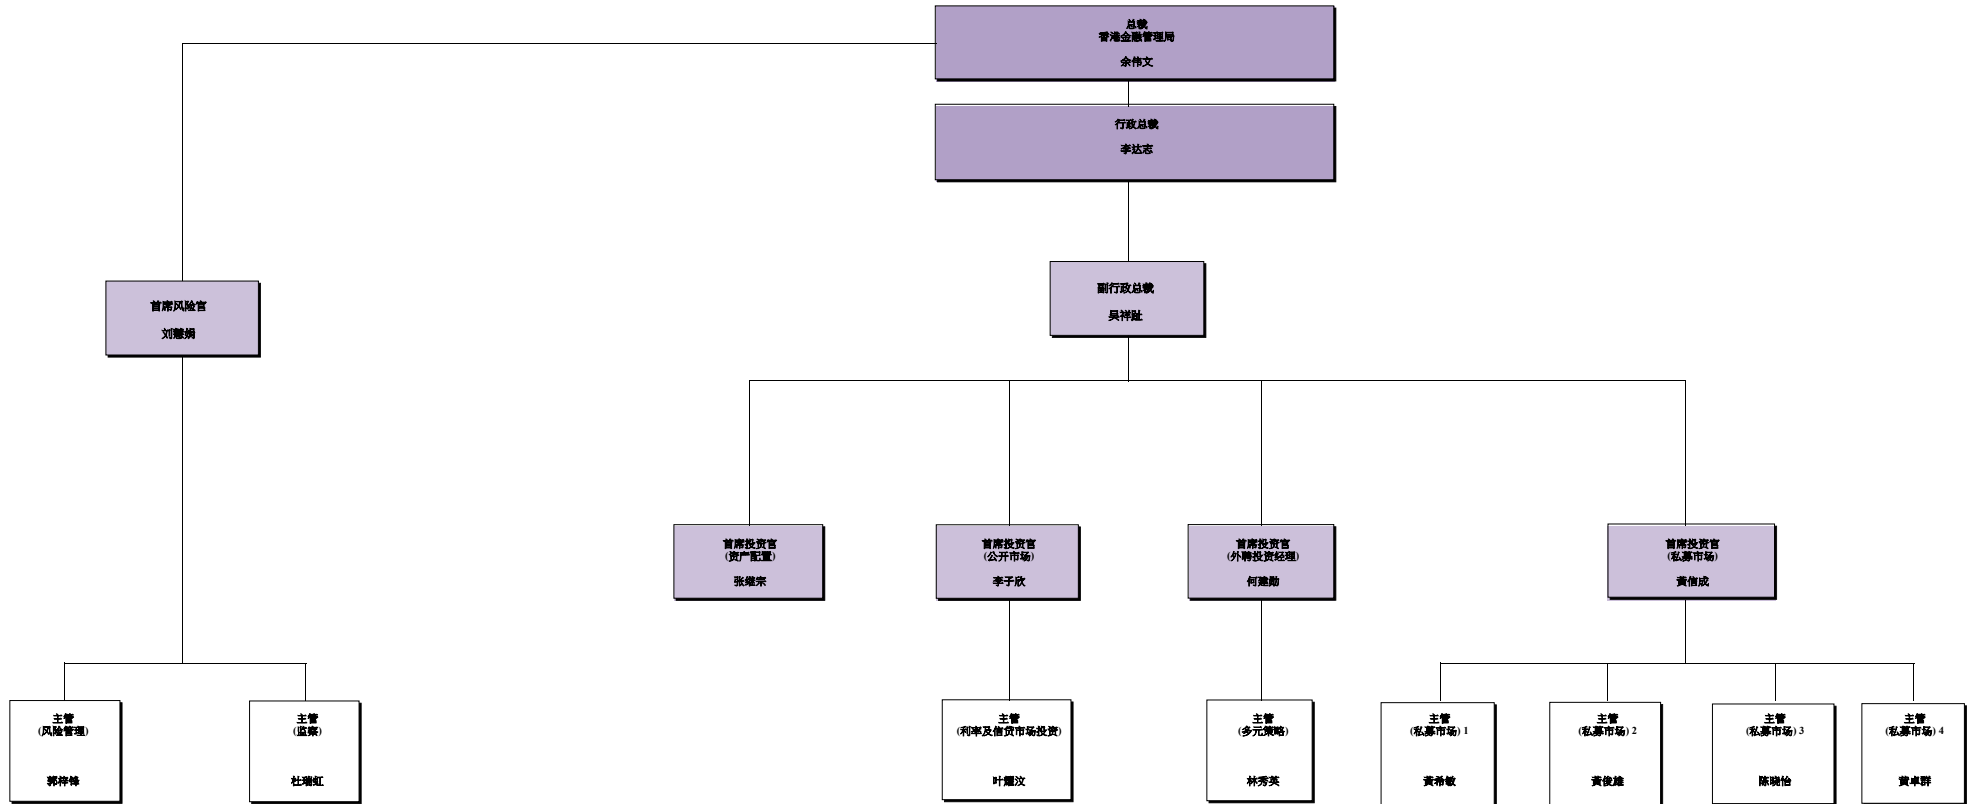 总裁
香港金融管理局
余伟文
行政总裁
李达志
首席风险官
刘慧娴
副行政总裁
吴祥趾
首席投资官
(资产配置)
张继宗
首席投资官
(公开市场)
李子欣
首席投资官
(外聘投资经理)
何建勋
首席投资官
(私募市场)
黄信成
主管
(风险管理)
郭梓锋
主管
(监察)
杜瑞虹
主管
(利率及信贷市场投资)
叶耀汶
主管
(多元策略)
林秀英
主管
(私募市场) 1
黄希敏
主管
(私募市场) 2
黄俊雄
主管
(私募市场) 3
陈晓怡
主管
(私募市场) 4
黄卓群